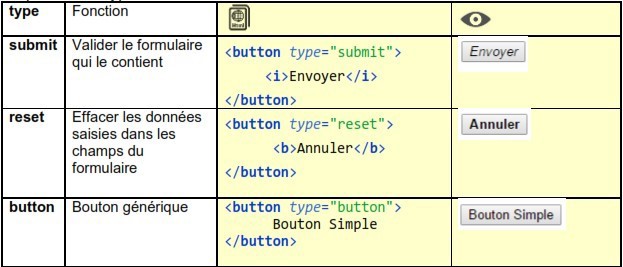 type Fonction Html
submit Valider le formulaire
qui le contient
<button type="submit">
<i>Envoyer</i>
</button>
Envoyer
reset Effacer les données
saisies dans les
champs du
formulaire
<button type="reset">
<b>Annuler</b>
</button>
Annuler
button Bouton générique
<button type="button">
Bouton Simple
</button>
Bouton Simple